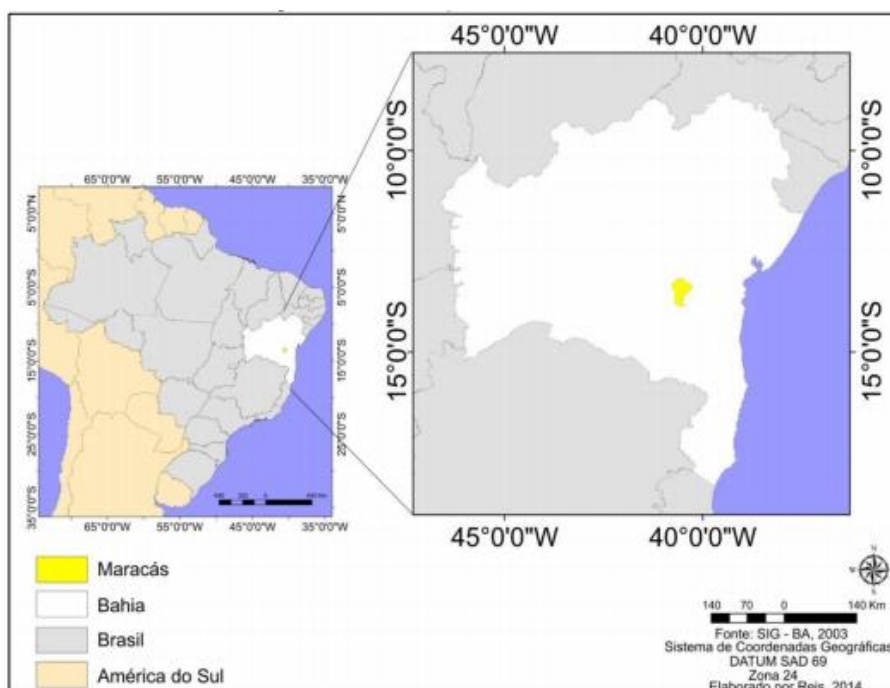 45°0'0"W 40°0'0"W
10°0'0"S 10°0'0"S
15°0'0"S 15°0'0"S
45°0'0"W 40°0'0"W
65°0'0"W 55°0'0"W 45°0'0"W 35°0'0"W
5°0'0"N 5°0'0"N
5°0'0"S 5°0'0"S
15°0'0"S 15°0'0"S
25°0'0"S 25°0'0"S
35°0'0"S 35°0'0"S
65°0'0"W 55°0'0"W 45°0'0"W 35°0'0"W
Maracás
Bahia
Brasil
América do Sul
140 70 0 140 Km
Fonte: SIG - BA, 2003
Sistema de Coordenadas Geográficas
DATUM SAD 69
Zona 24
Elaborado por Reis, 2014